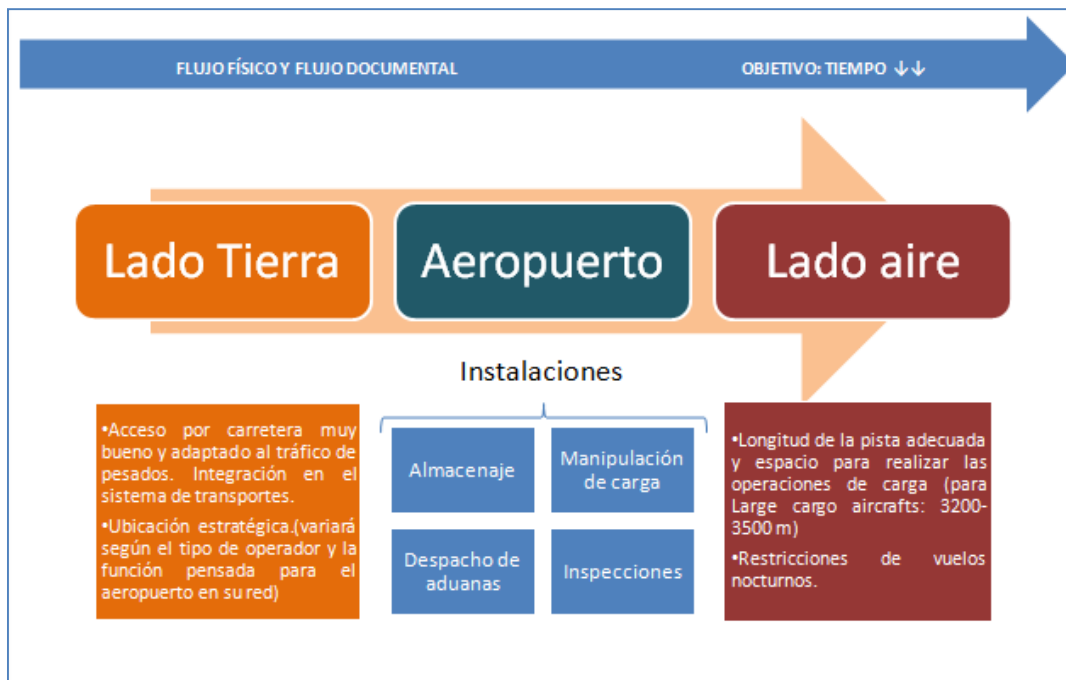 FLUJO FÍSICO Y FLUJO DOCUMENTAL
OBJETIVO: TIEMPO ↓↓
Lado Tierra
Aeropuerto
Lado aire
Instalaciones
•Acceso por carretera muy
bueno y adaptado al tráfico de
pesados. Integración en el
sistema de transportes.
•Ubicación estratégica.(variará
según el tipo de operador y la
función pensada para el
aeropuerto en su red)
Almacenaje
Manipulación
de carga
Despacho de
aduanas
Inspecciones
•Longitud de la pista adecuada
y espacio para realizar las
operaciones de carga (para
Large cargo aircrafts: 3200-
3500 m)
•Restricciones de vuelos
nocturnos.